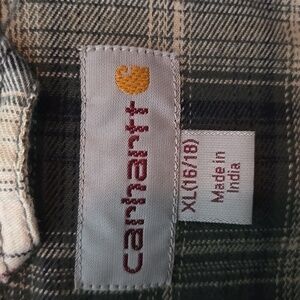 carhartt
XL(16/18)
Made in
India